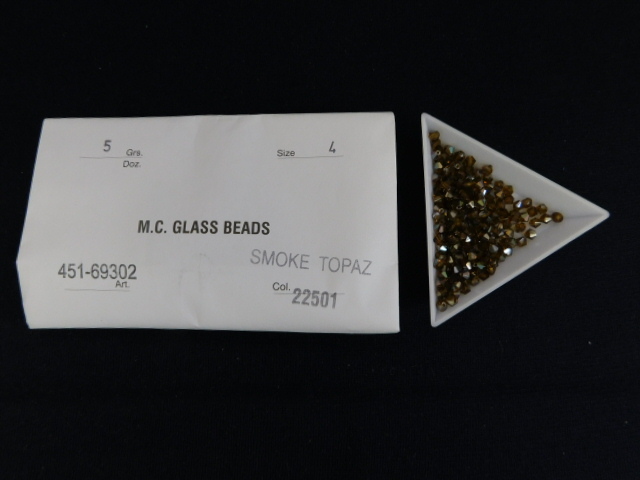 5 Grs. Size 4
Doz.
M.C. GLASS BEADS
SMOKE TOPAZ
451-69302
Art. Col. 22501